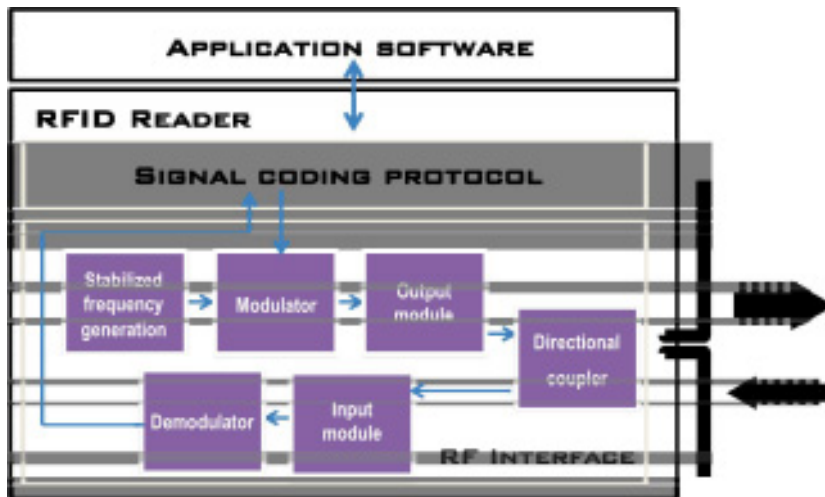 APPLICATION SOFTWARE
RFID READER
SIGNAL CODING PROTOCOL
Stabilized
frequency
generation
Modulator
Output
module
Directional
coupler
Demodulator
Input
module
RF INTERFACE